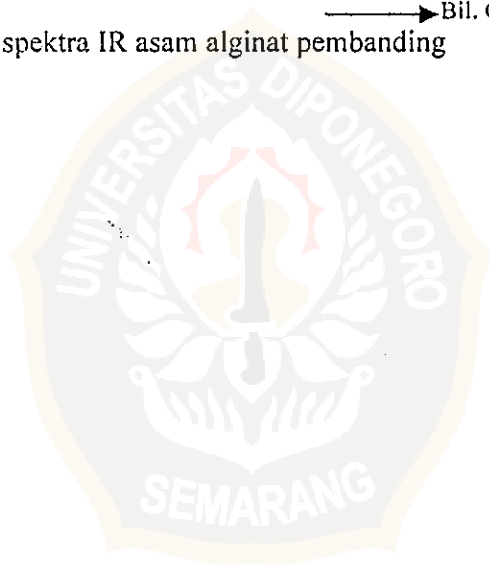 Bil.
spektra IR asam alginat pembanding
UNIVERSITAS DIPONEGORO
SEMARANG